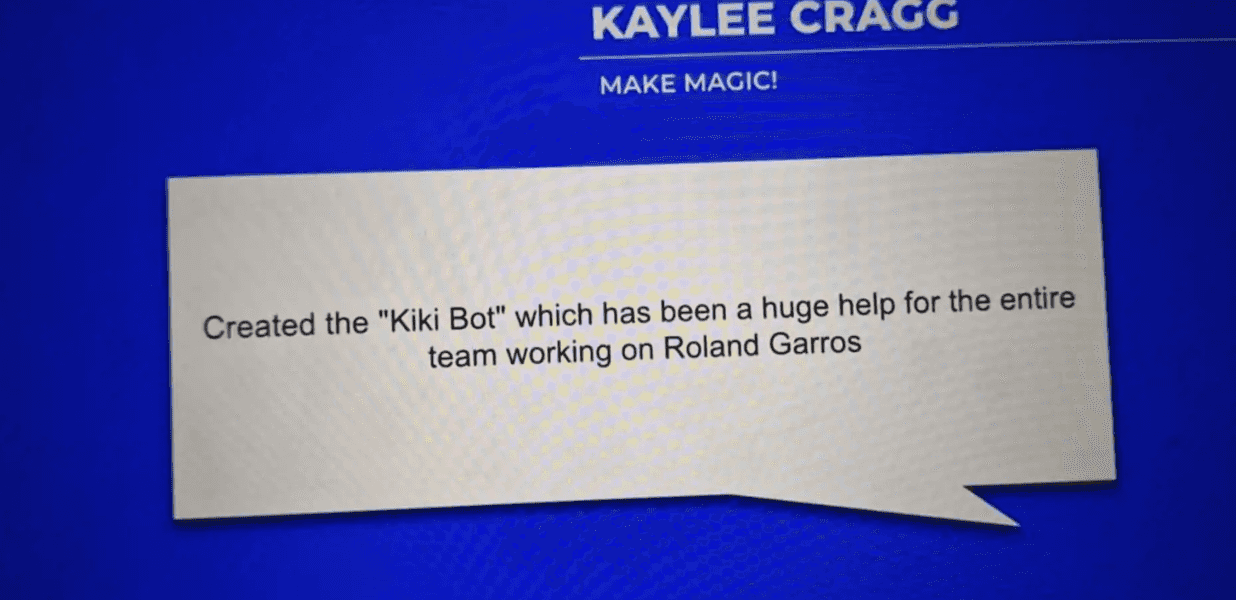 KAYLEE CRAGG
MAKE MAGIC!
Created the "Kiki Bot" which has been a huge help for the entire
team working on Roland Garros